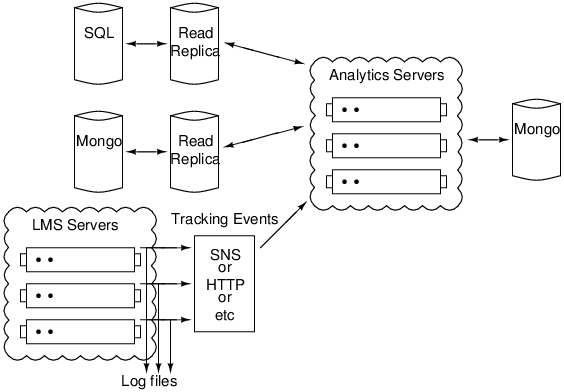 SQL
Read
Replica
Analytics Servers
Mongo
Read
Replica
Mongo
LMS Servers
Tracking Events
SNS
or
HTTP
or
etc
Log files